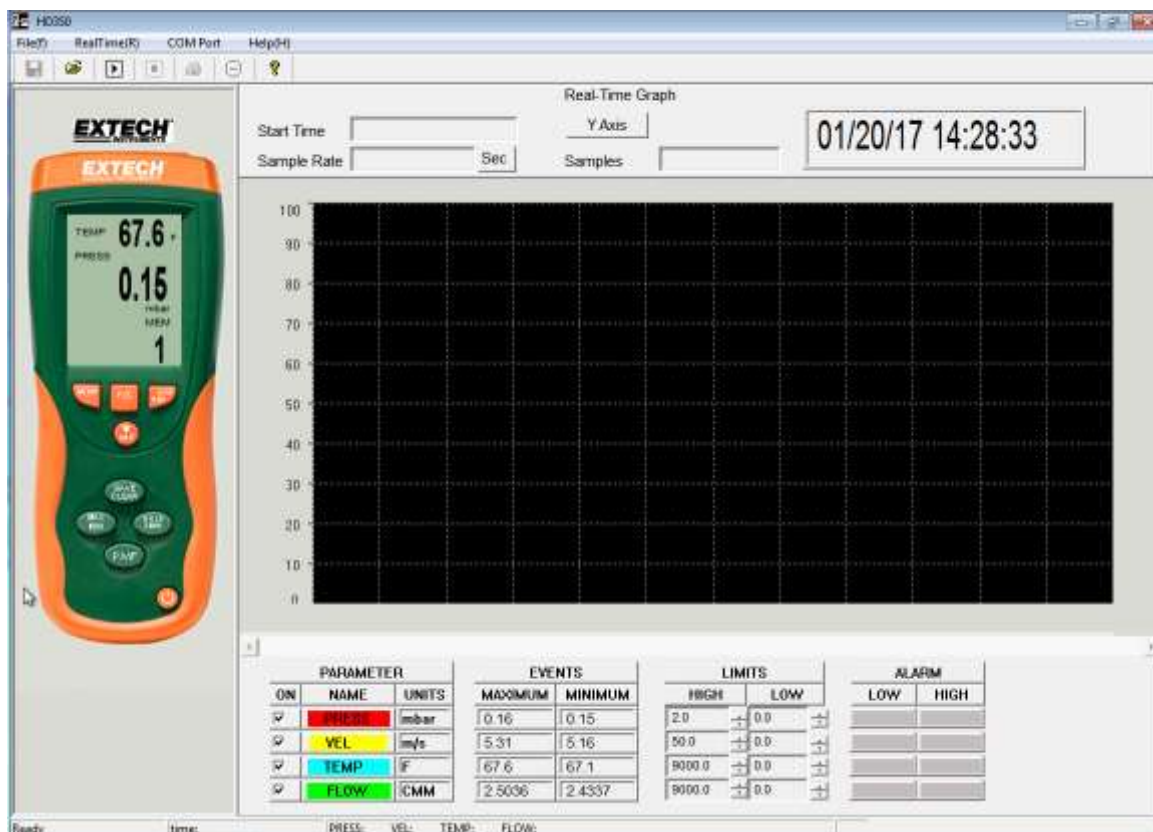 HD350
File(f) RealTime(R) COM Port Help(H)
Real-Time Graph
Start Time
Y Axis
01/20/17 14:28:33
Sample Rate Sec Samples
EXTECH
INSTRUMENTS
EXTECH
TEMP 67.6 F
PRESS
0.15
mbar
MEM
1
100
90
80
70
60
50
40
30
20
10
0
PARAMETER EVENTS LIMITS ALARM
ON NAME UNITS MAXIMUM MINIMUM HIGH LOW LOW HIGH
PRESS mbar 0.16 0.15 2.0 0.0
VEL m/s 5.31 5.16 50.0 0.0
TEMP F 67.6 67.1 9000.0 0.0
FLOW CMM 2.5036 2.4337 9000.0 0.0
Ready time: PRESS: VEL: TEMP: FLOW: